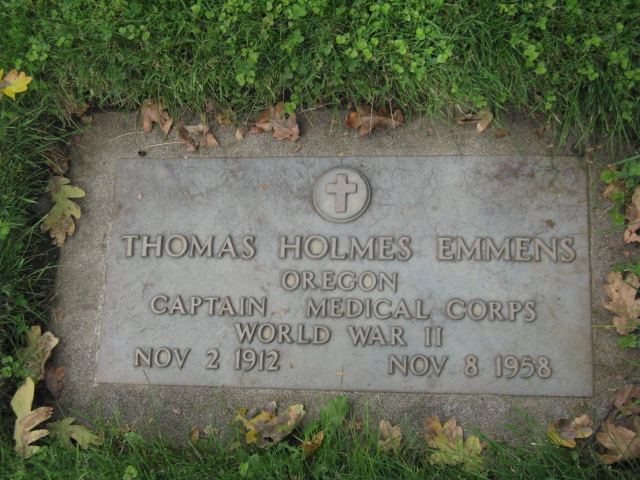 THOMAS HOLMES EMMENS
OREGON
CAPTAIN MEDICAL CORPS
WORLD WAR II
NOV 2 1912 NOV 8 1958